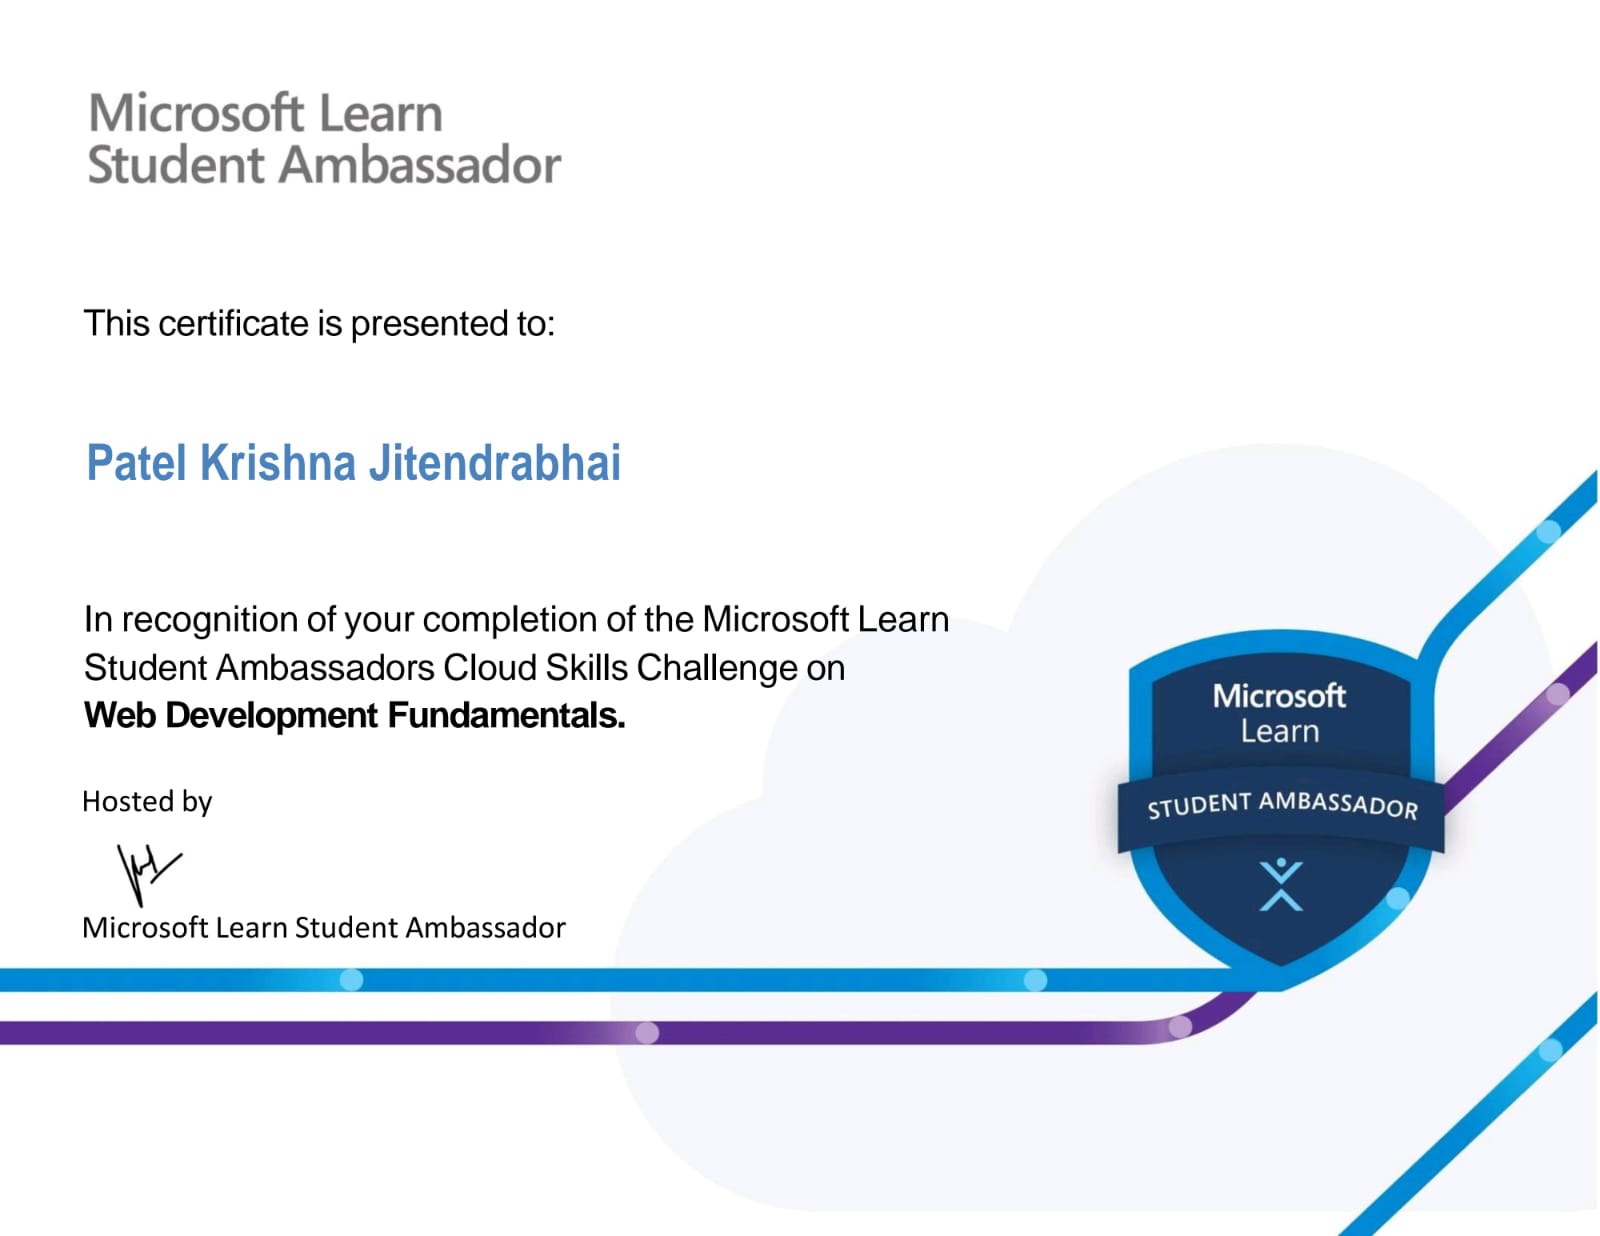 Microsoft Learn
Student Ambassador
This certificate is presented to:
Patel Krishna Jitendrabhai
In recognition of your completion of the Microsoft Learn
Student Ambassadors Cloud Skills Challenge on
Web Development Fundamentals.
Hosted by
Microsoft Learn Student Ambassador
Microsoft
Learn
STUDENT AMBASSADOR